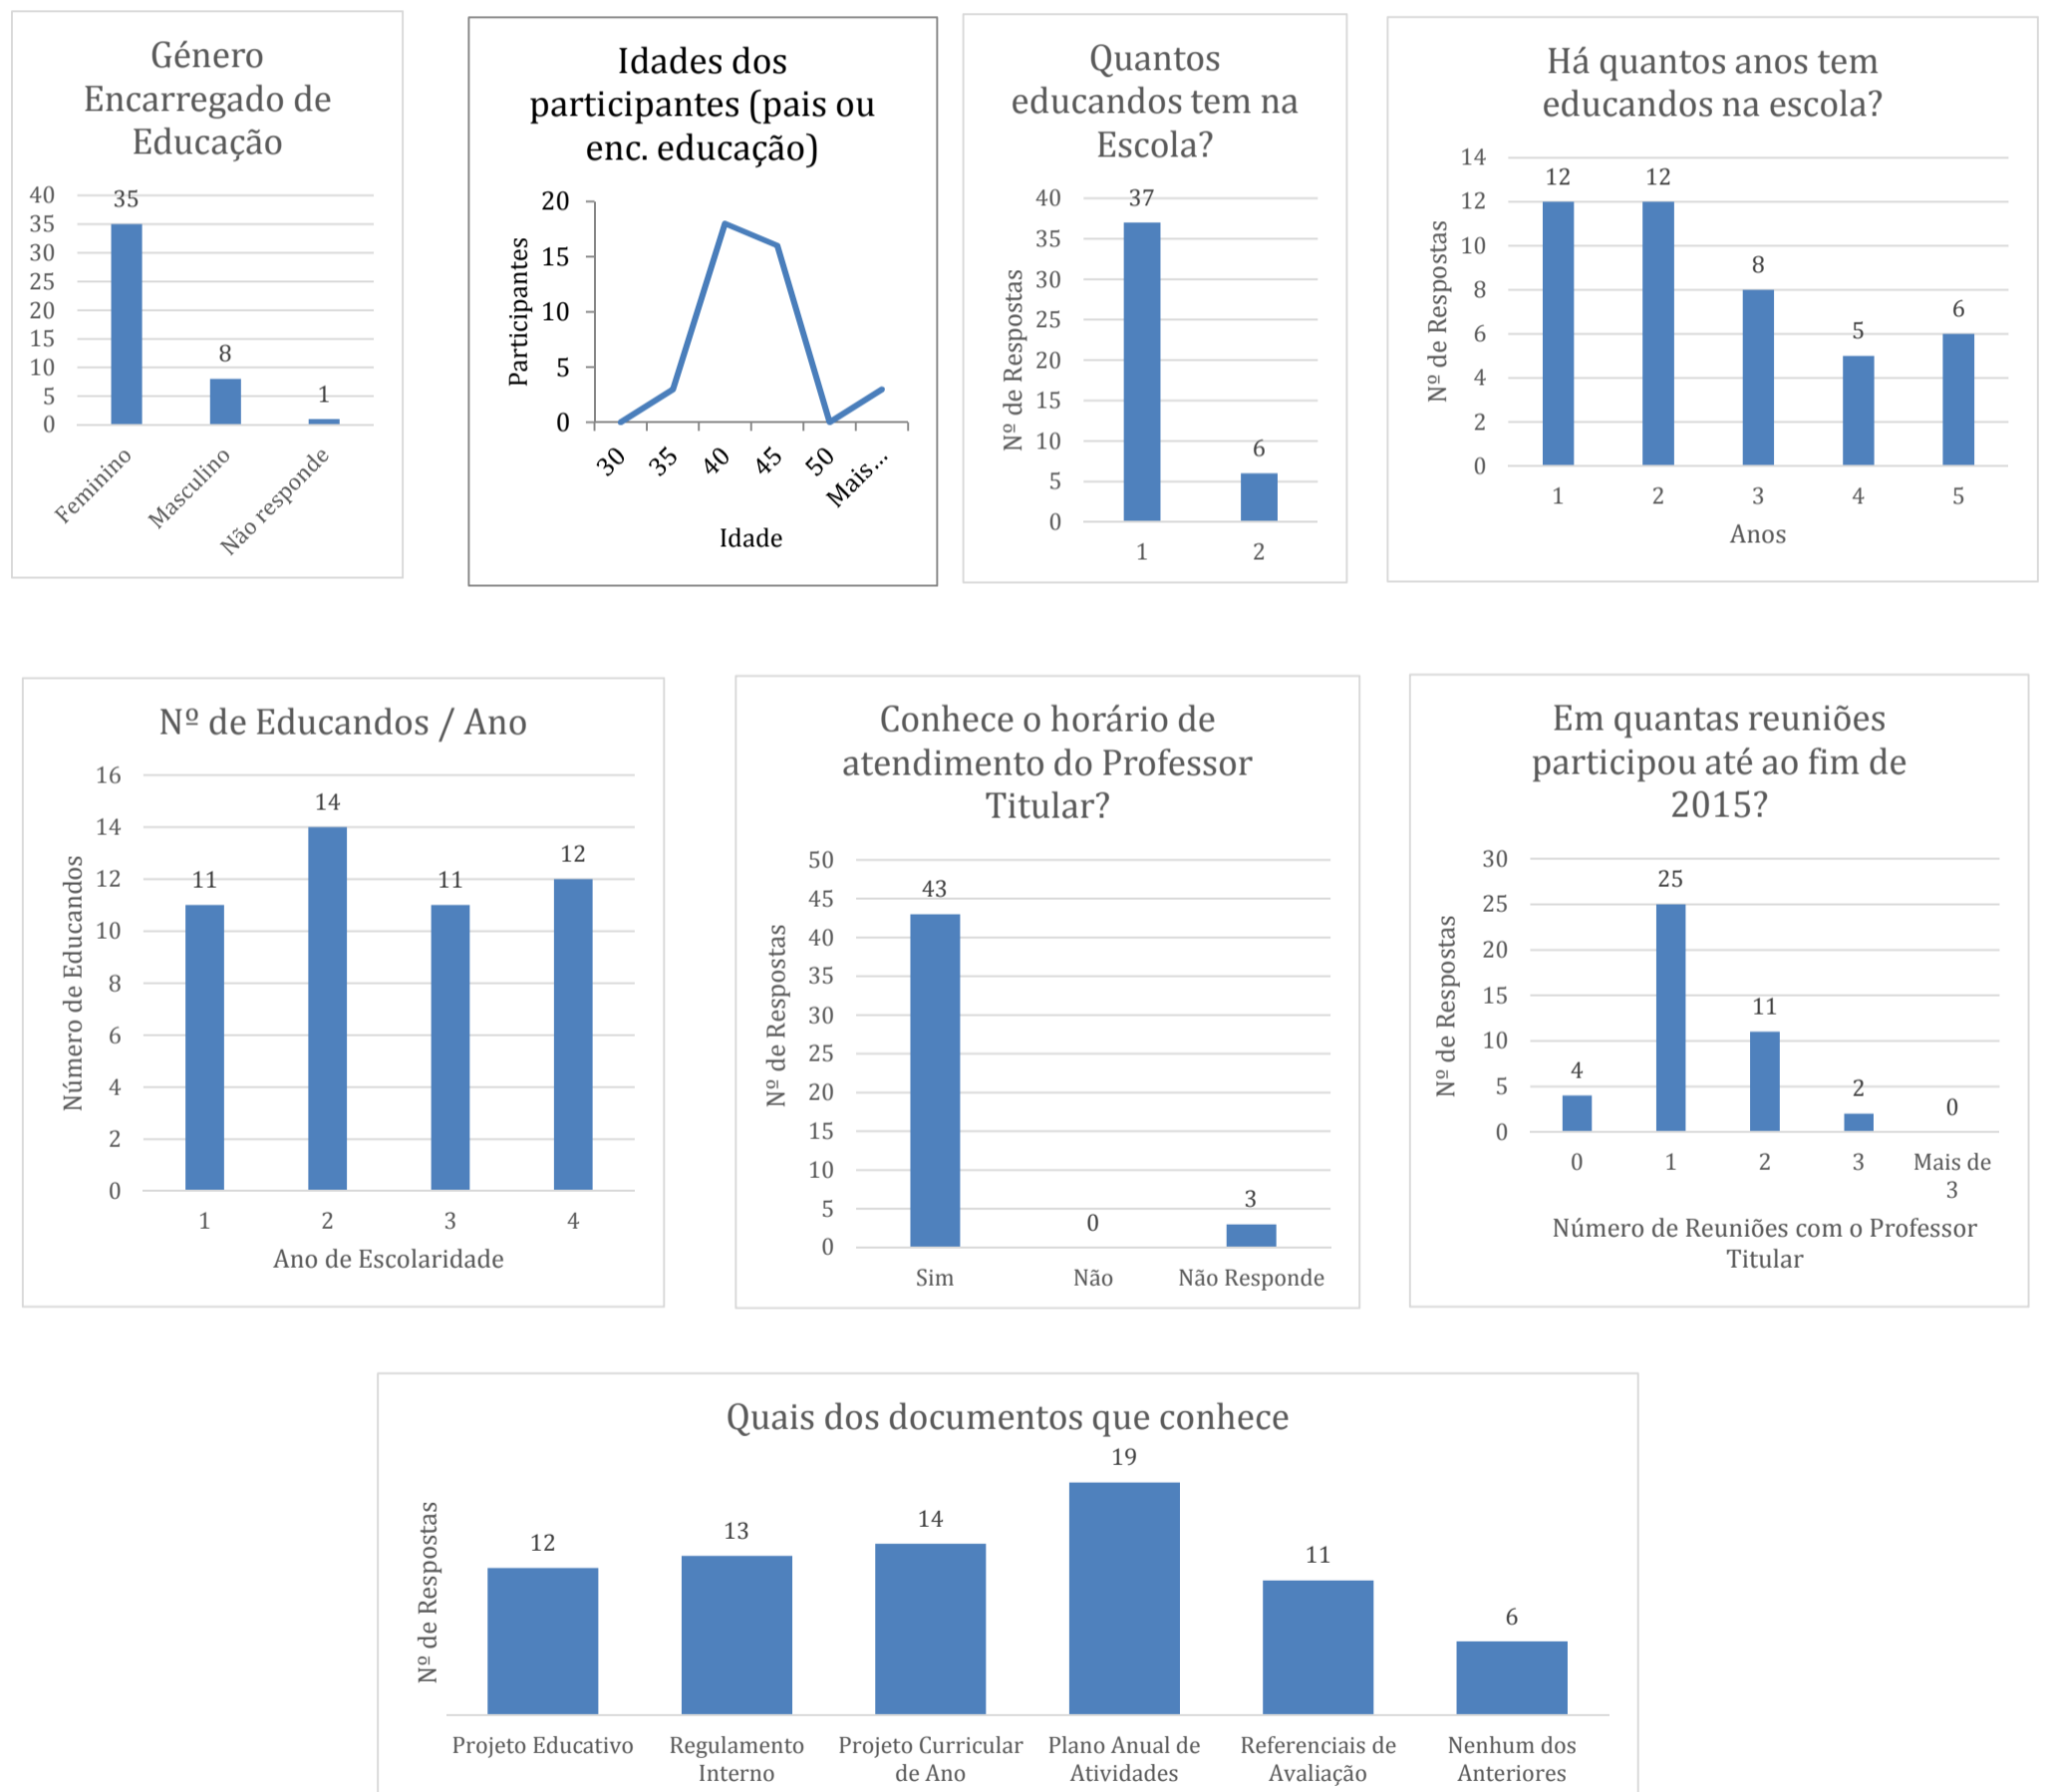 Género
Encarregado de
Educação
40
35
30
25
20
15
10
5
0
35
8
1
Feminino
Masculino
Não responde
Idades dos
participantes (pais ou
enc. educação)
Participantes
20
15
10
5
0
30
35
40
45
50
Mais...
Idade
Quantos
educandos tem na
Escola?
Nº de Respostas
40
35
30
25
20
15
10
5
0
37
6
1
2
Há quantos anos tem
educandos na escola?
Nº de Respostas
14
12
10
8
6
4
2
0
12
12
8
5
6
1
2
3
4
5
Anos
Nº de Educandos / Ano
Número de Educandos
16
14
12
10
8
6
4
2
0
11
14
11
12
1
2
3
4
Ano de Escolaridade
Conhece o horário de
atendimento do Professor
Titular?
Nº de Respostas
50
45
40
35
30
25
20
15
10
5
0
43
0
3
Sim
Não
Não Responde
Em quantas reuniões
participou até ao fim de
2015?
Nº de Respostas
30
25
20
15
10
5
0
4
25
11
2
0
0
1
2
3
Mais de
3
Número de Reuniões com o Professor
Titular
Quais dos documentos que conhece
Nº de Respostas
12
13
14
19
11
6
Projeto Educativo
Regulamento
Interno
Projeto Curricular
de Ano
Plano Anual de
Atividades
Referenciais de
Avaliação
Nenhum dos
Anteriores